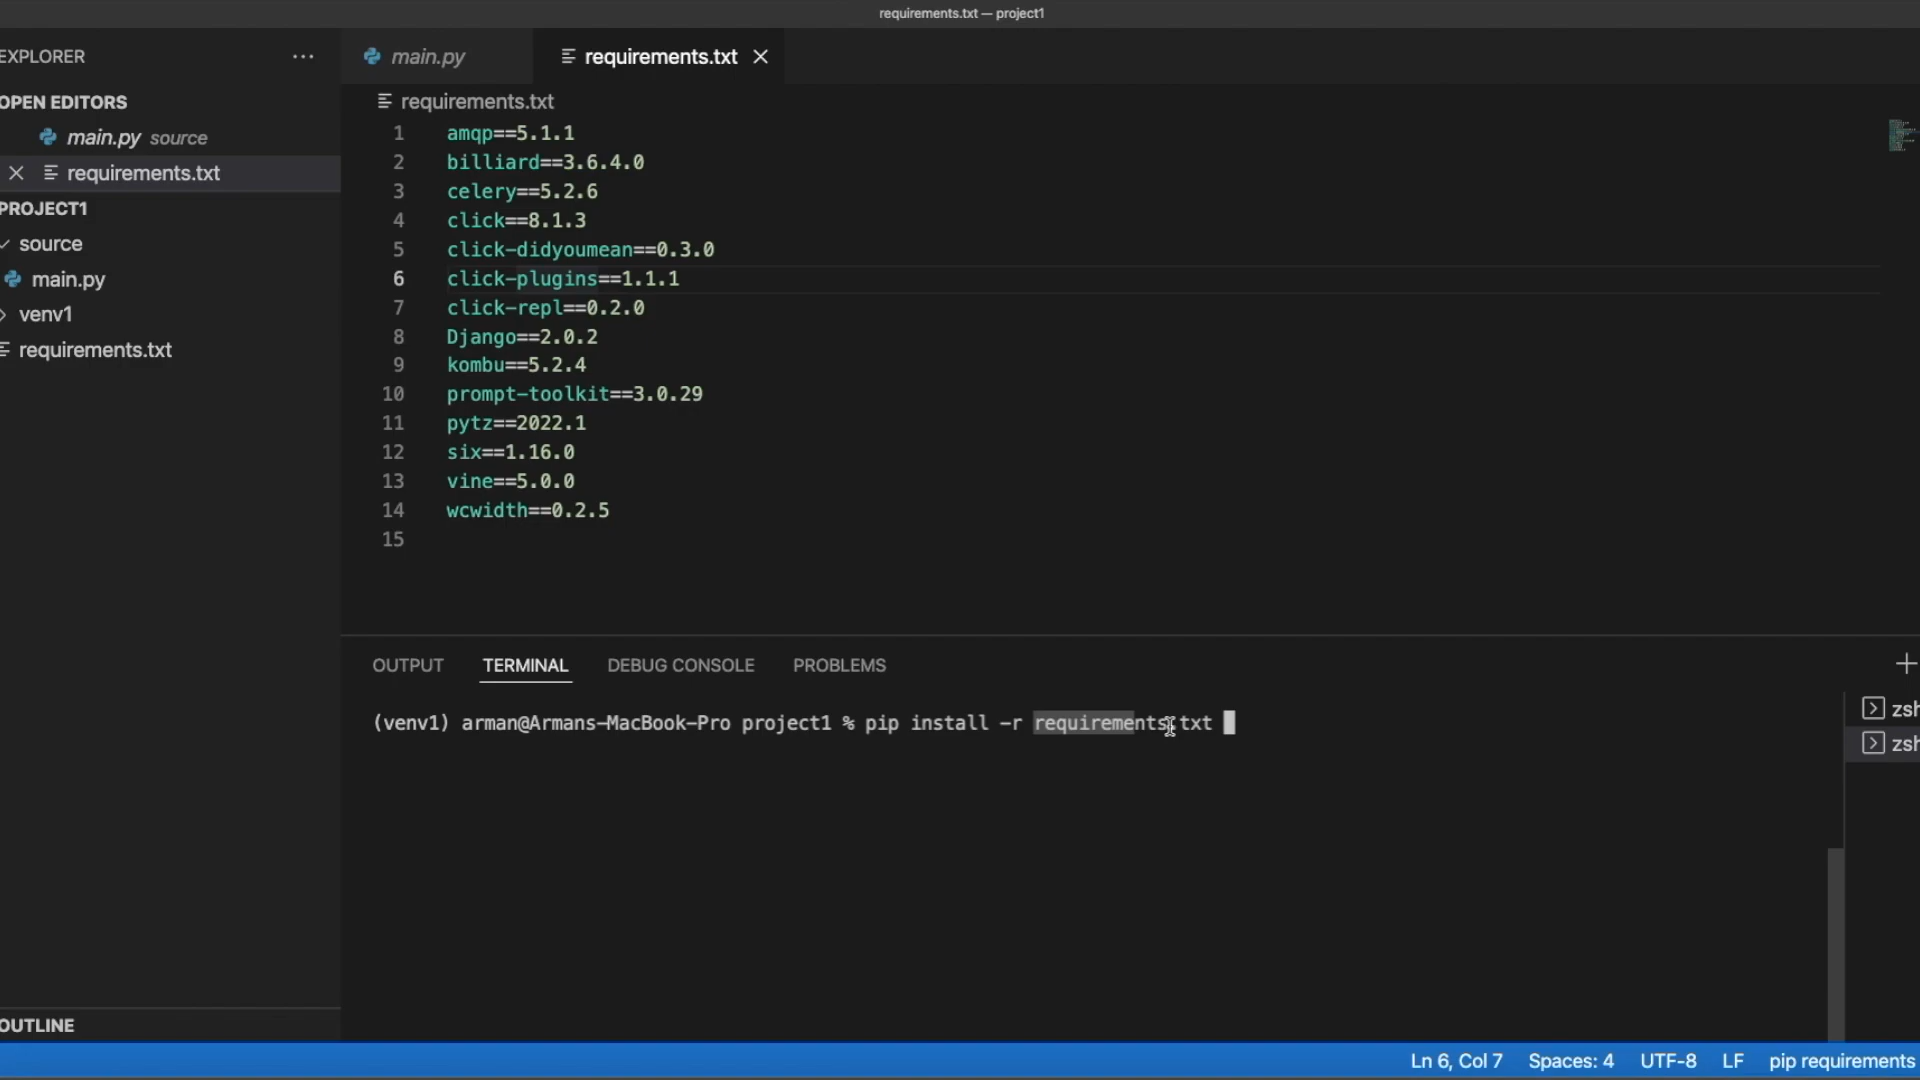 requirements.txt — project1
EXPLORER
OPEN EDITORS
main.py source
requirements.txt
PROJECT1
source
main.py
venv1
requirements.txt
OUTLINE
main.py
requirements.txt
requirements.txt
1 amqp==5.1.1
2 billiard==3.6.4.0
3 celery==5.2.6
4 click==8.1.3
5 click-didyoumean==0.3.0
6 click-plugins==1.1.1
7 click-repl==0.2.0
8 Django==2.0.2
9 kombu==5.2.4
10 prompt-toolkit==3.0.29
11 pytz==2022.1
12 six==1.16.0
13 vine==5.0.0
14 wcwidth==0.2.5
15
OUTPUT TERMINAL DEBUG CONSOLE PROBLEMS
(venv1) arman@Armans-MacBook-Pro project1 % pip install -r requirements.txt
zsh
zsh
Ln 6, Col 7 Spaces: 4 UTF-8 LF pip requirements